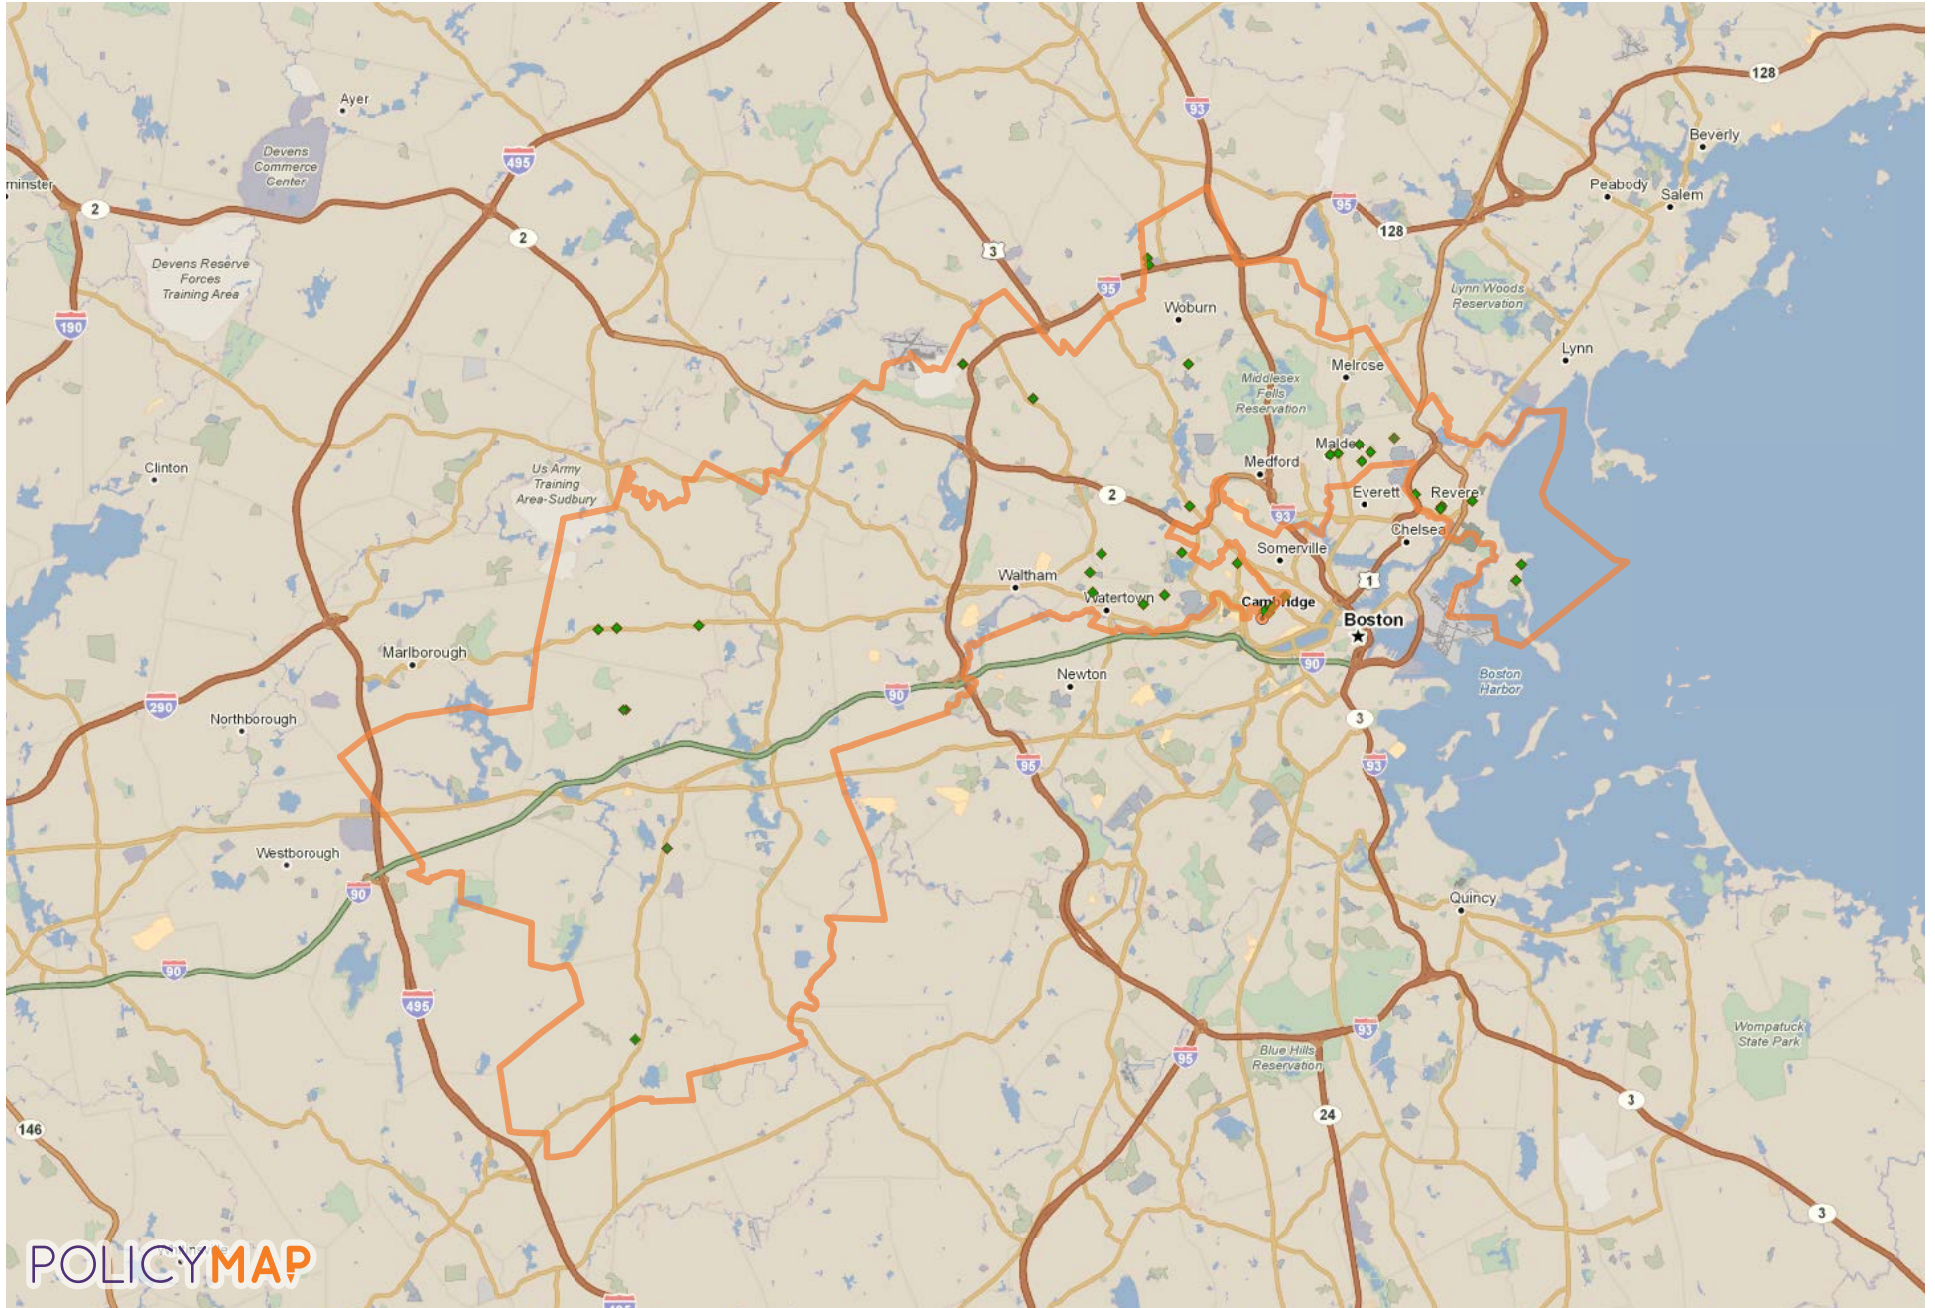 128
Ayer
93
Beverly
Devens
Commerce
Center
495
Peabody
Salem
2
95
128
2
3
Devens Reserve
Forces
Training Area
95
Lynn Woods
Reservation
Woburn
190
Lynn
Melrose
Middlesex
Fells
Reservation
Clinton
Us Army
Training
Area-Sudbury
Medford
2
Everett
Revere
93
Chelsea
Somerville
Waltham
1
Watertown
Cambridge
Boston
Marlborough
90
Newton
Boston
Harbor
90
290
Northborough
3
95
93
Westborough
90
Quincy
90
495
93
Wompatuck
State Park
95
Blue Hills
Reservation
3
24
146
3
POLICYMAP